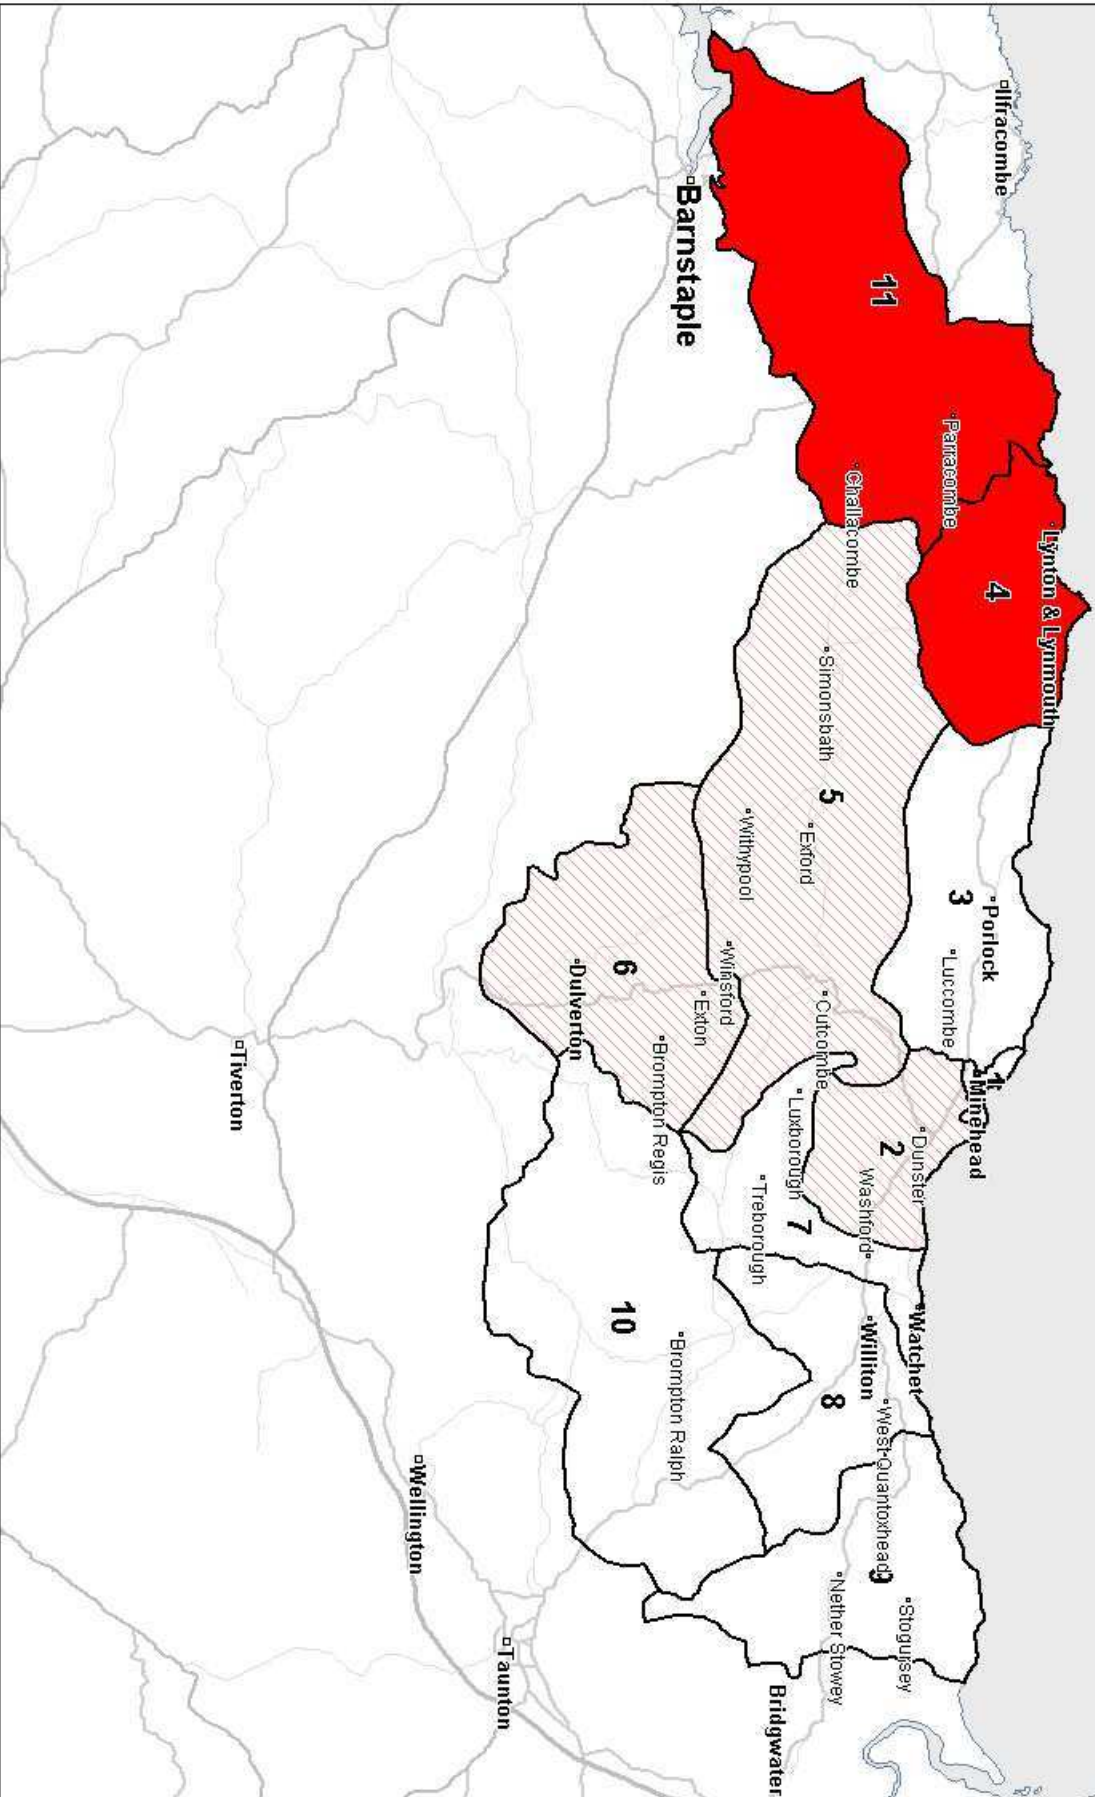 Ilfracombe
Barnstaple
11
Parracombe
Challacombe
Lynton & Lynmouth
4
Simonsbath
5
Exford
Withypool
3
Porlock
Luccombe
Winsford
Exton
6
Dulverton
Cutcombe
Brompton Regis
Minehead
Dunster
2
Washford
Luxborough
7
Treborough
Tiverton
10
Brompton Ralph
Watchet
Williton
8
West Quantoxhead
9
Stogursey
Nether Stowey
Bridgwater
Wellington
Taunton